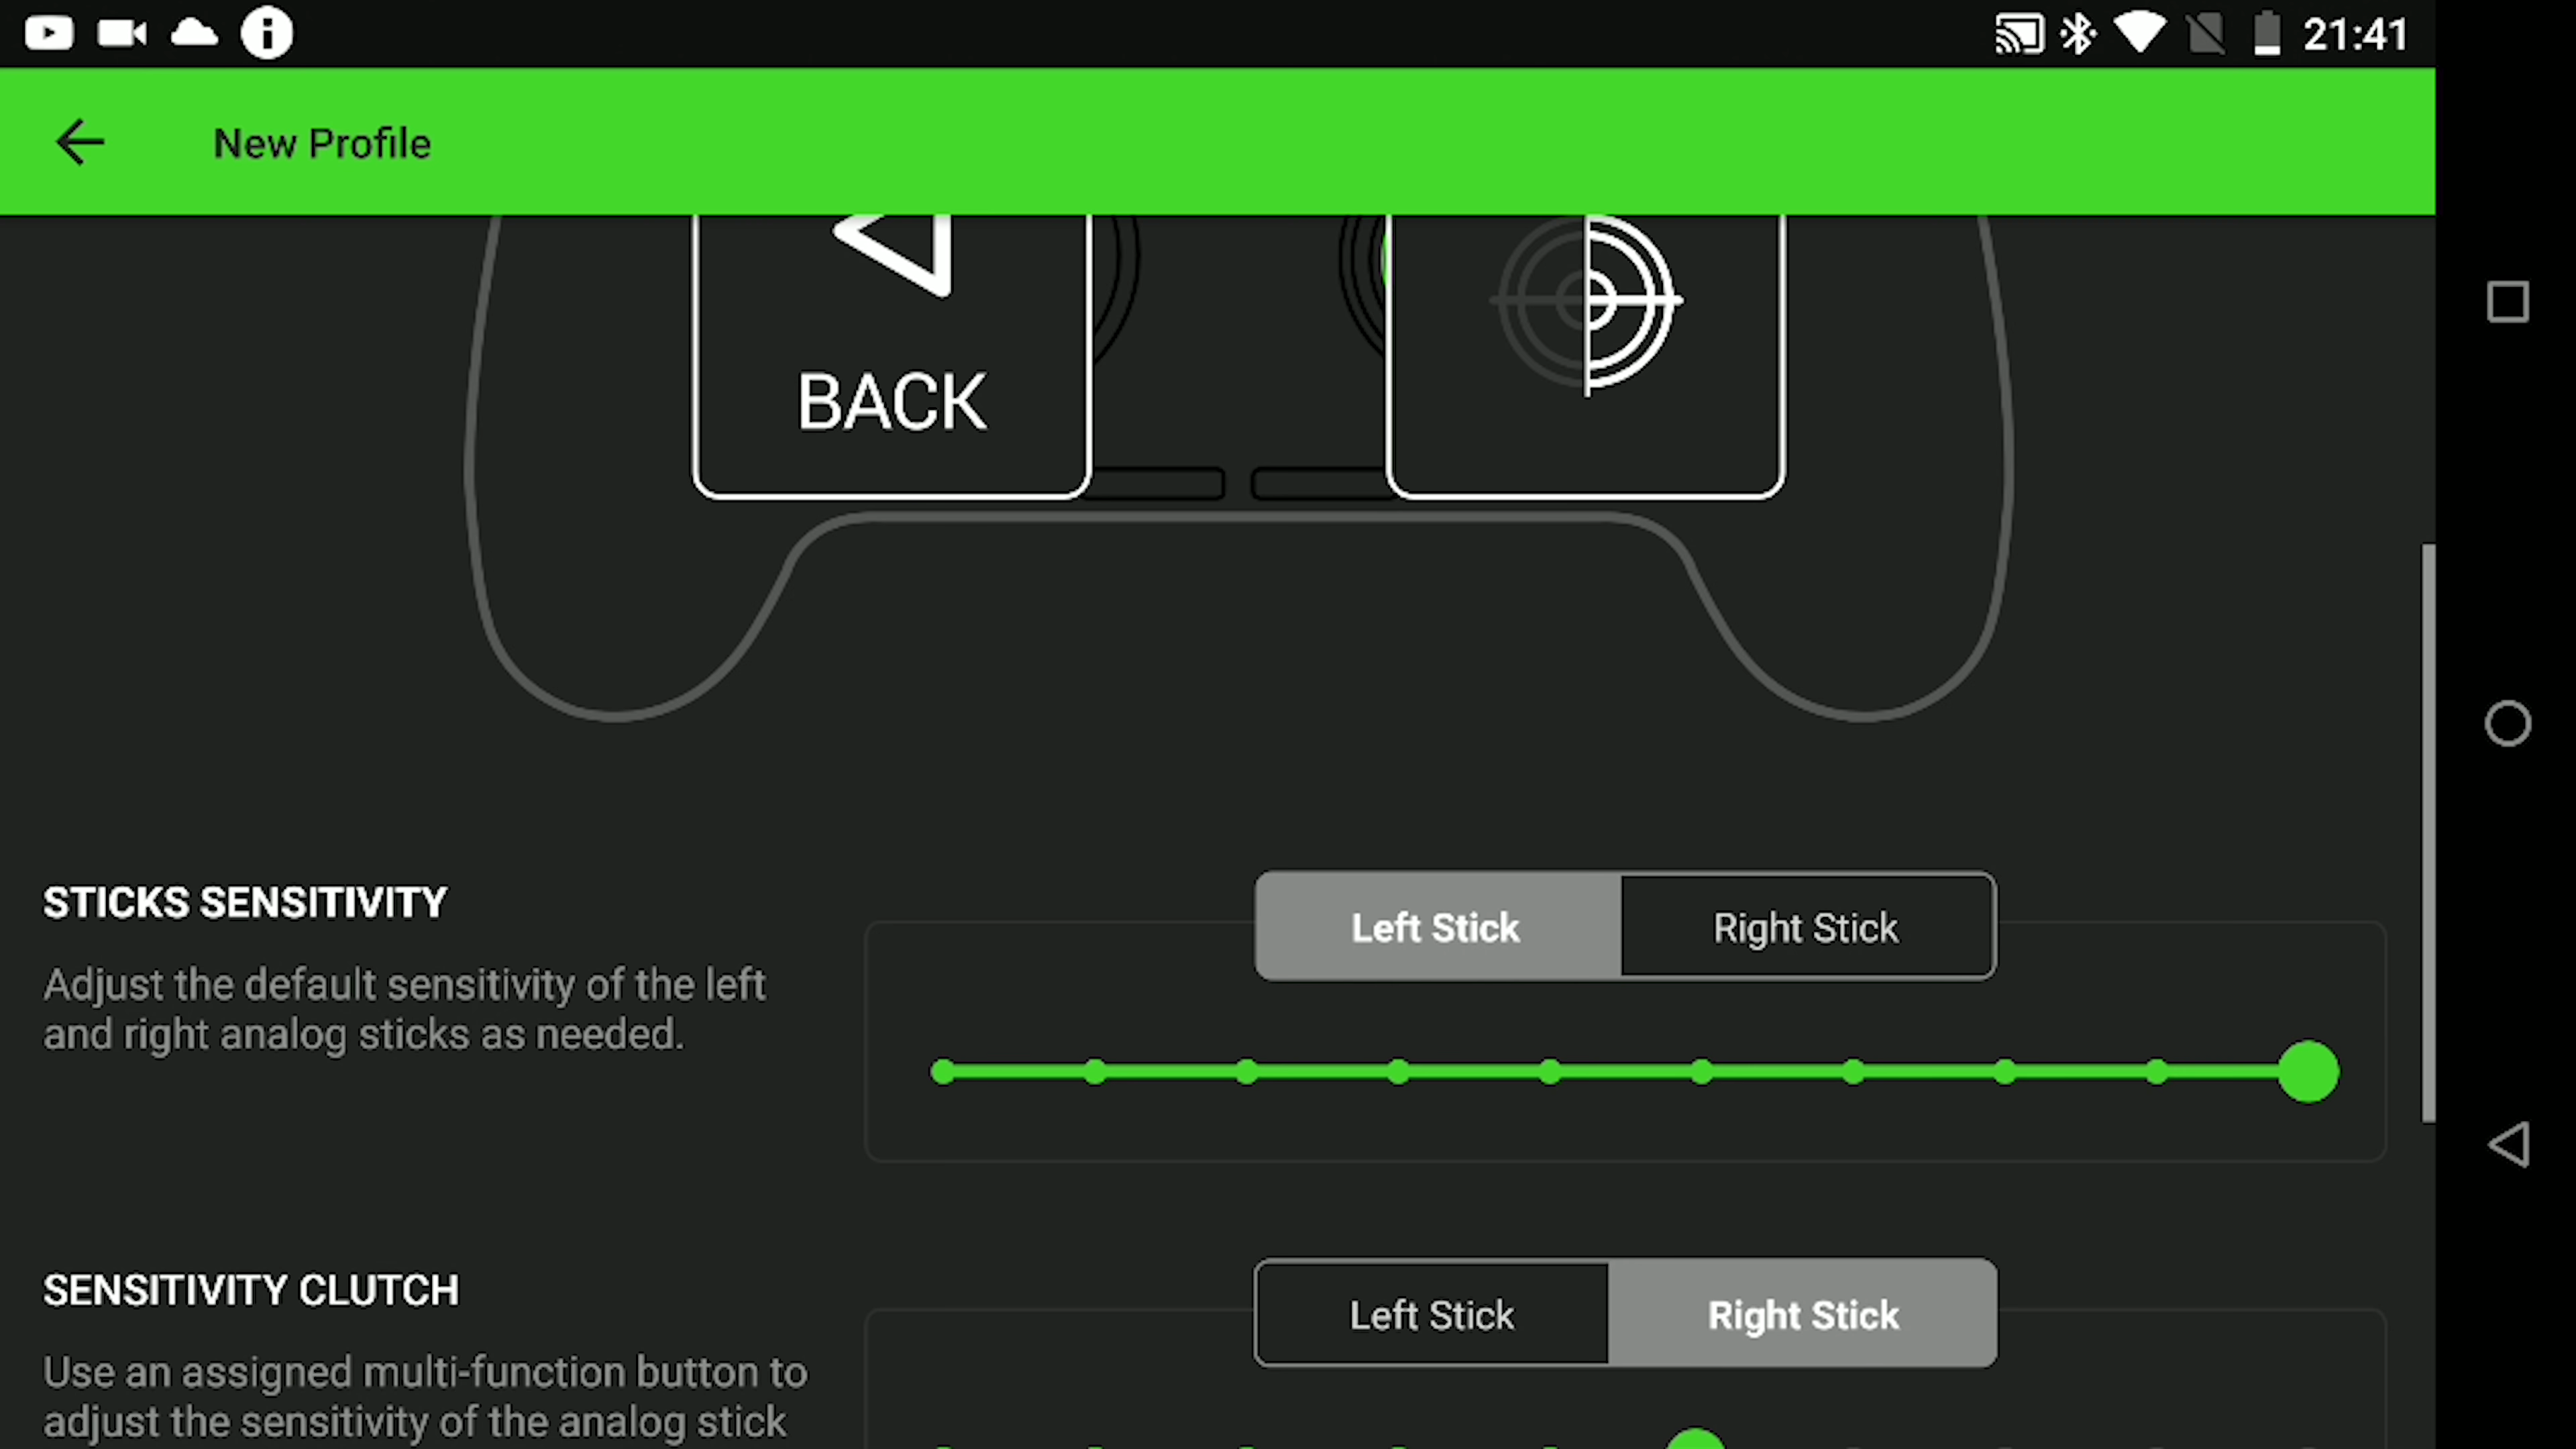 21:41
New Profile
BACK
STICKS SENSITIVITY
Left Stick
Right Stick
Adjust the default sensitivity of the left
and right analog sticks as needed.
SENSITIVITY CLUTCH
Left Stick
Right Stick
Use an assigned multi-function button to
adjust the sensitivity of the analog stick